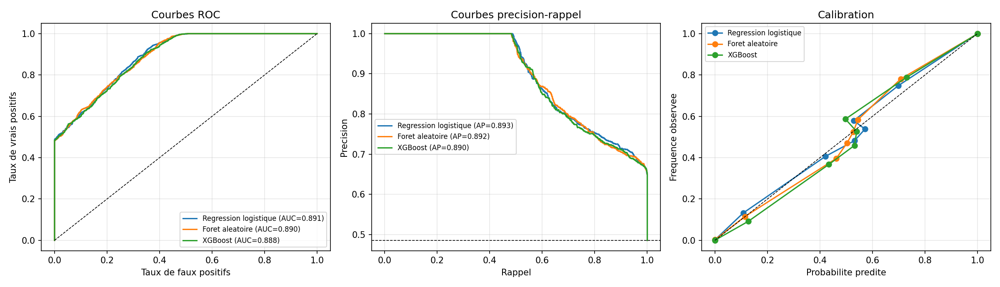 Courbes ROC
Taux de vrais positifs
1.0
0.8
0.6
0.4
0.2
0.0
Regression logistique (AUC=0.891)
Foret aleatoire (AUC=0.890)
XGBoost (AUC=0.888)
0.0 0.2 0.4 0.6 0.8 1.0
Taux de faux positifs
Courbes precision-rappel
Precision
1.0
0.9
0.8
0.7
0.6
0.5
Regression logistique (AP=0.893)
Foret aleatoire (AP=0.892)
XGBoost (AP=0.890)
0.0 0.2 0.4 0.6 0.8 1.0
Rappel
Calibration
Frequence observee
1.0
0.8
0.6
0.4
0.2
0.0
Regression logistique
Foret aleatoire
XGBoost
0.0 0.2 0.4 0.6 0.8 1.0
Probabilite predite